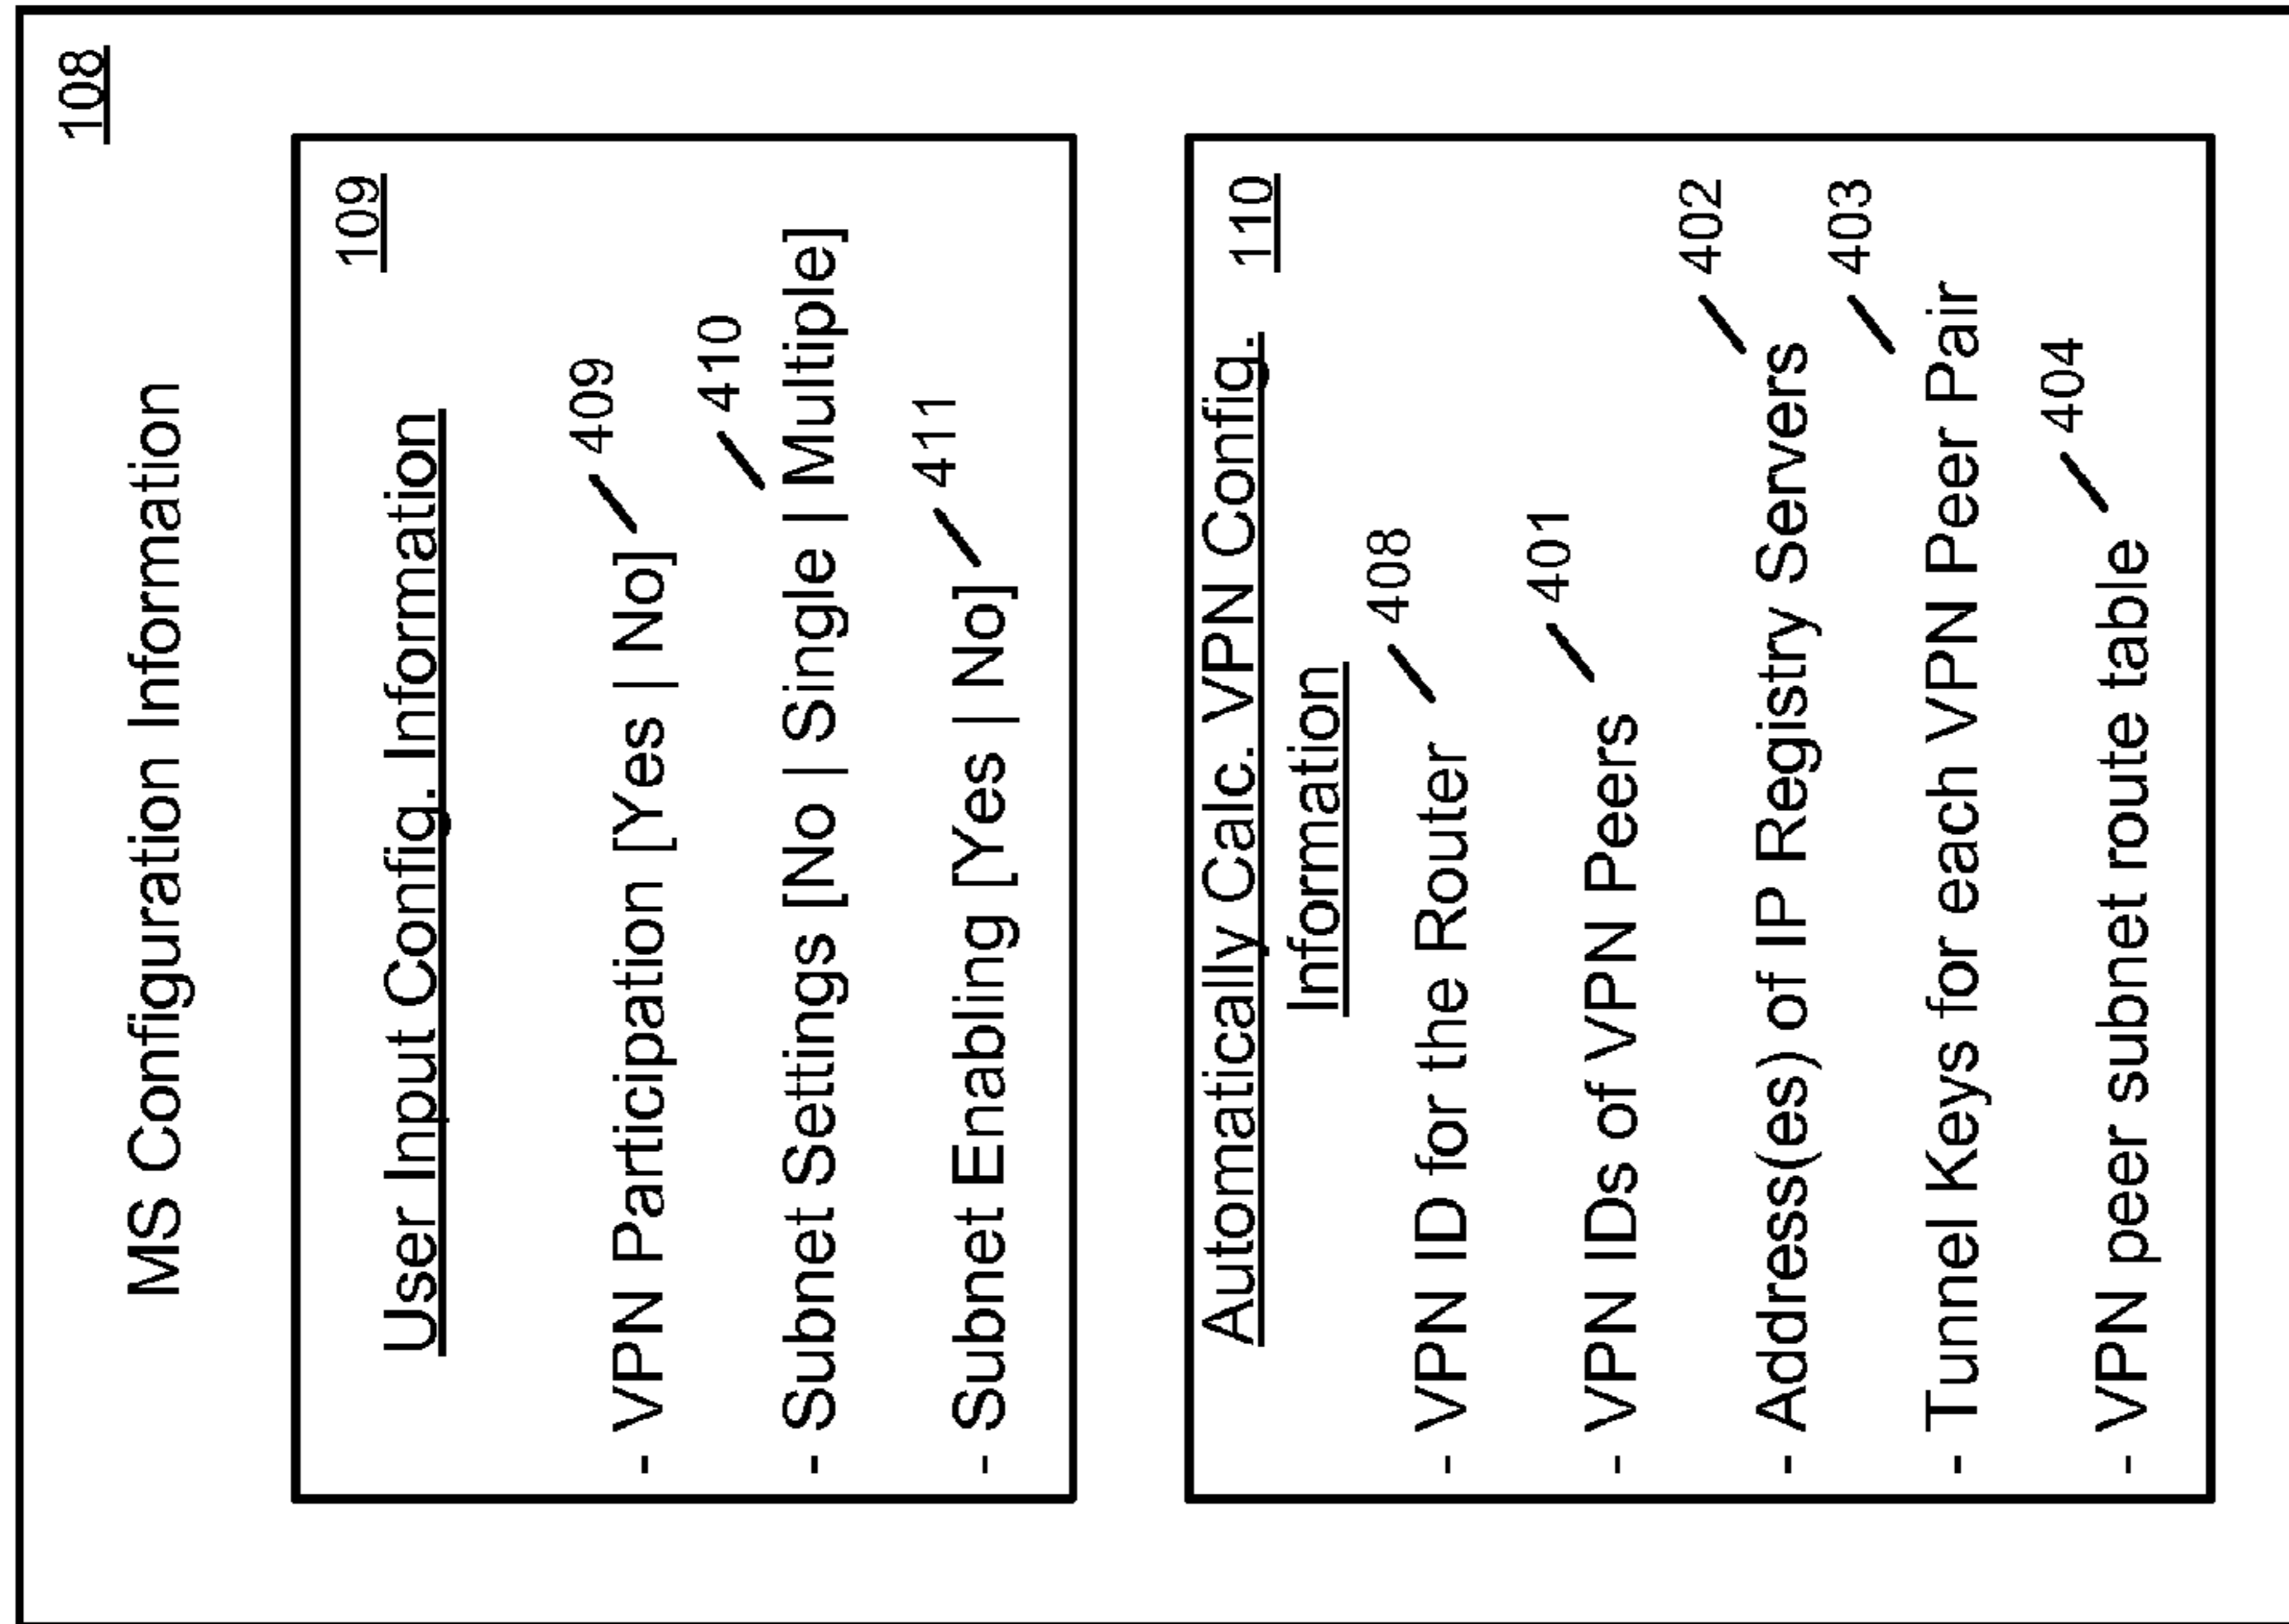 108
MS Configuration Information
109
User Input Config. Information
- VPN Participation [Yes | No] 409
- Subnet Settings [No | Single | Multiple] 410
- Subnet Enabling [Yes | No] 411
110
Automatically Calc. VPN Config.
Information
- VPN ID for the Router 408
- VPN IDs of VPN Peers 401
- Address(es) of IP Registry Servers 402
- Tunnel Keys for each VPN Peer Pair 403
- VPN peer subnet route table 404